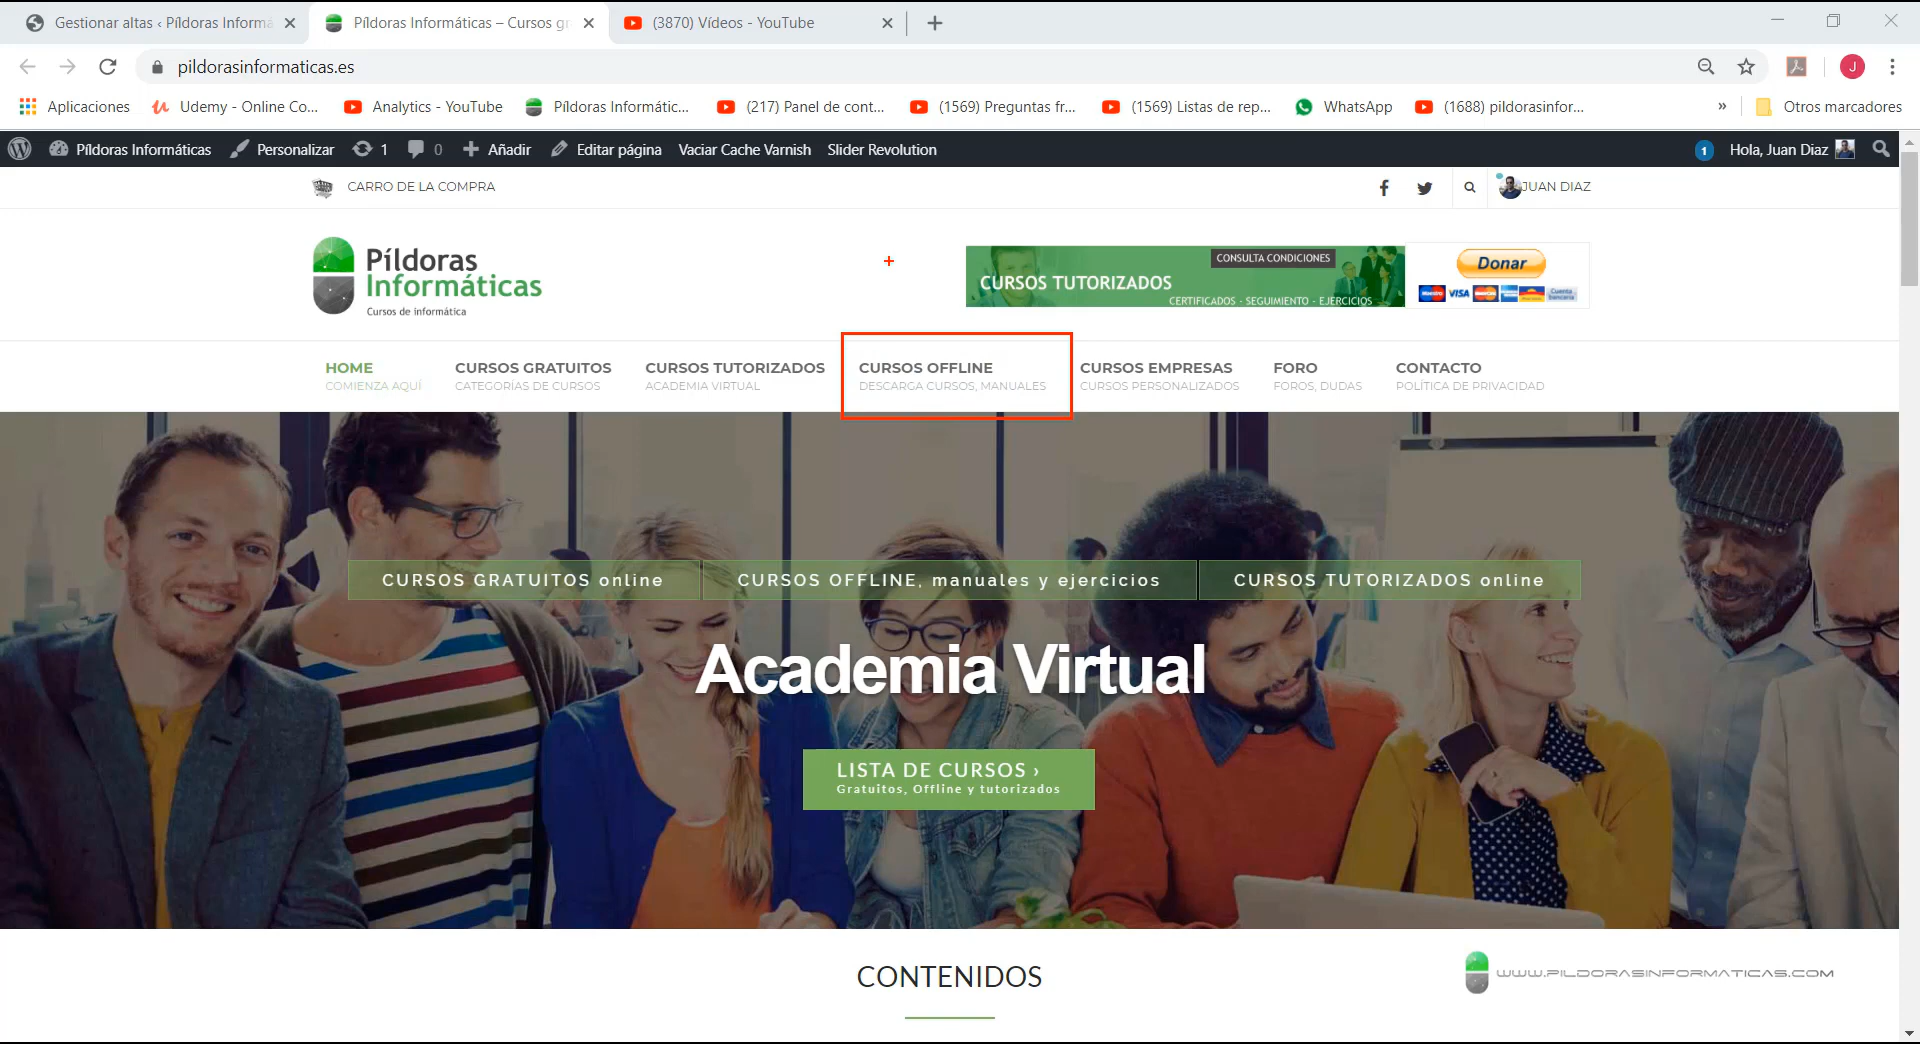 Gestionar altas ‹ Píldoras Informá
Píldoras Informáticas – Cursos gr
(3870) Vídeos - YouTube
pildorasinformaticas.es
J
Aplicaciones
Udemy - Online Co...
Analytics - YouTube
Píldoras Informátic...
(217) Panel de cont...
(1569) Preguntas fr...
(1569) Listas de rep...
WhatsApp
(1688) pildorasinfor...
»
Otros marcadores
Píldoras Informáticas
Personalizar
1
0
Añadir
Editar página
Vaciar Cache Varnish
Slider Revolution
1
Hola, Juan Diaz
CARRO DE LA COMPRA
JUAN DIAZ
Píldoras
Informáticas
Cursos de informática
CONSULTA CONDICIONES
CURSOS TUTORIZADOS
CERTIFICADOS - SEGUIMIENTO - EJERCICIOS
Donar
Maestro VISA
Cuenta bancaria
HOME
COMIENZA AQUÍ
CURSOS GRATUITOS
CATEGORÍAS DE CURSOS
CURSOS TUTORIZADOS
ACADEMIA VIRTUAL
CURSOS OFFLINE
DESCARGA CURSOS, MANUALES
CURSOS EMPRESAS
CURSOS PERSONALIZADOS
FORO
FOROS, DUDAS
CONTACTO
POLÍTICA DE PRIVACIDAD
CURSOS GRATUITOS online
CURSOS OFFLINE, manuales y ejercicios
CURSOS TUTORIZADOS online
Academia Virtual
LISTA DE CURSOS ›
Gratuitos, Offline y tutorizados
CONTENIDOS
WWW.PILDORASINFORMATICAS.COM